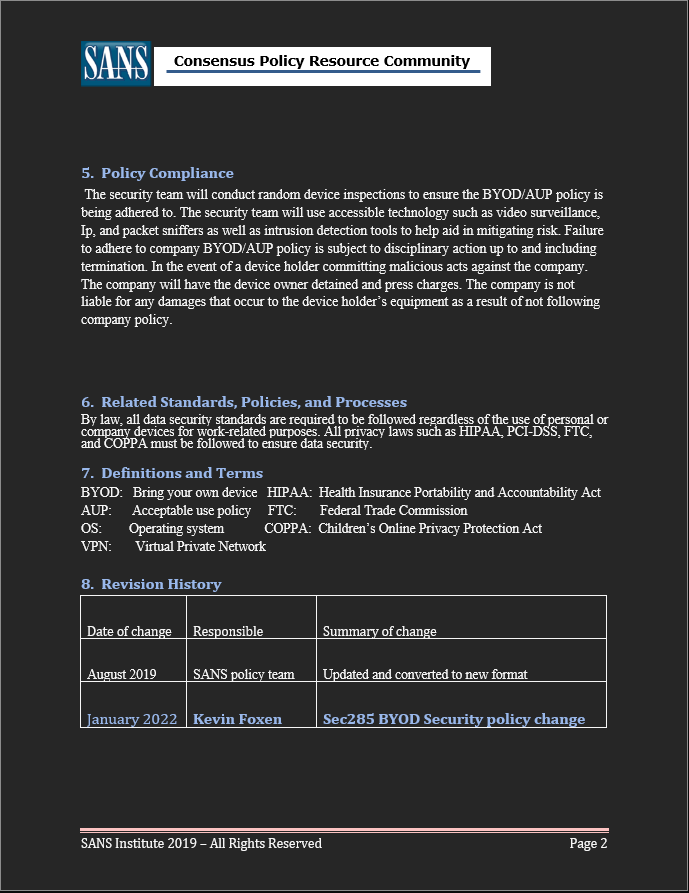 SANS Consensus Policy Resource Community
5. Policy Compliance
The security team will conduct random device inspections to ensure the BYOD/AUP policy is
being adhered to. The security team will use accessible technology such as video surveillance,
Ip, and packet sniffers as well as intrusion detection tools to help aid in mitigating risk. Failure
to adhere to company BYOD/AUP policy is subject to disciplinary action up to and including
termination. In the event of a device holder committing malicious acts against the company.
The company will have the device owner detained and press charges. The company is not
liable for any damages that occur to the device holder’s equipment as a result of not following
company policy.
6. Related Standards, Policies, and Processes
By law, all data security standards are required to be followed regardless of the use of personal or
company devices for work-related purposes. All privacy laws such as HIPAA, PCI-DSS, FTC,
and COPPA must be followed to ensure data security.
7. Definitions and Terms
BYOD: Bring your own device HIPAA: Health Insurance Portability and Accountability Act
AUP: Acceptable use policy FTC: Federal Trade Commission
OS: Operating system COPPA: Children’s Online Privacy Protection Act
VPN: Virtual Private Network
8. Revision History
Date of change Responsible Summary of change
August 2019 SANS policy team Updated and converted to new format
January 2022 Kevin Foxen Sec285 BYOD Security policy change
SANS Institute 2019 – All Rights Reserved Page 2